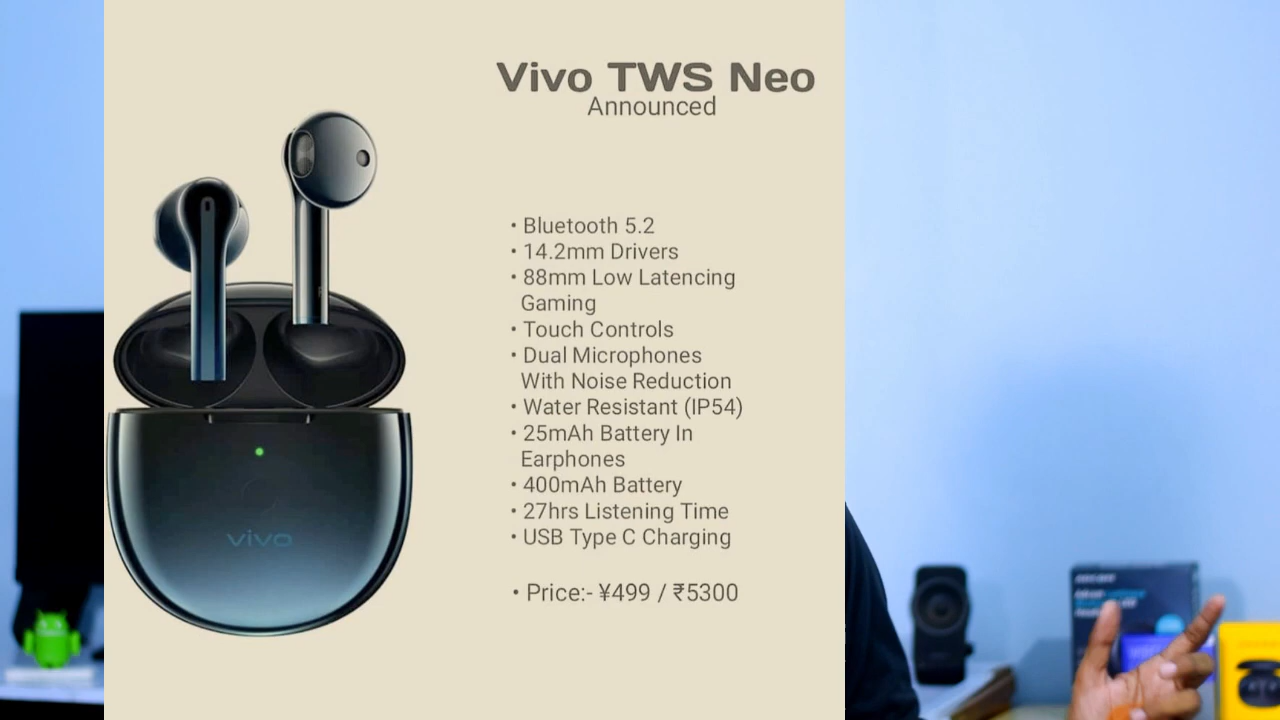 Vivo TWS Neo
Announced
• Bluetooth 5.2
• 14.2mm Drivers
• 88mm Low Latencing
Gaming
• Touch Controls
• Dual Microphones
With Noise Reduction
• Water Resistant (IP54)
• 25mAh Battery In
Earphones
• 400mAh Battery
• 27hrs Listening Time
• USB Type C Charging
• Price:- ¥499 / ₹5300
vivo